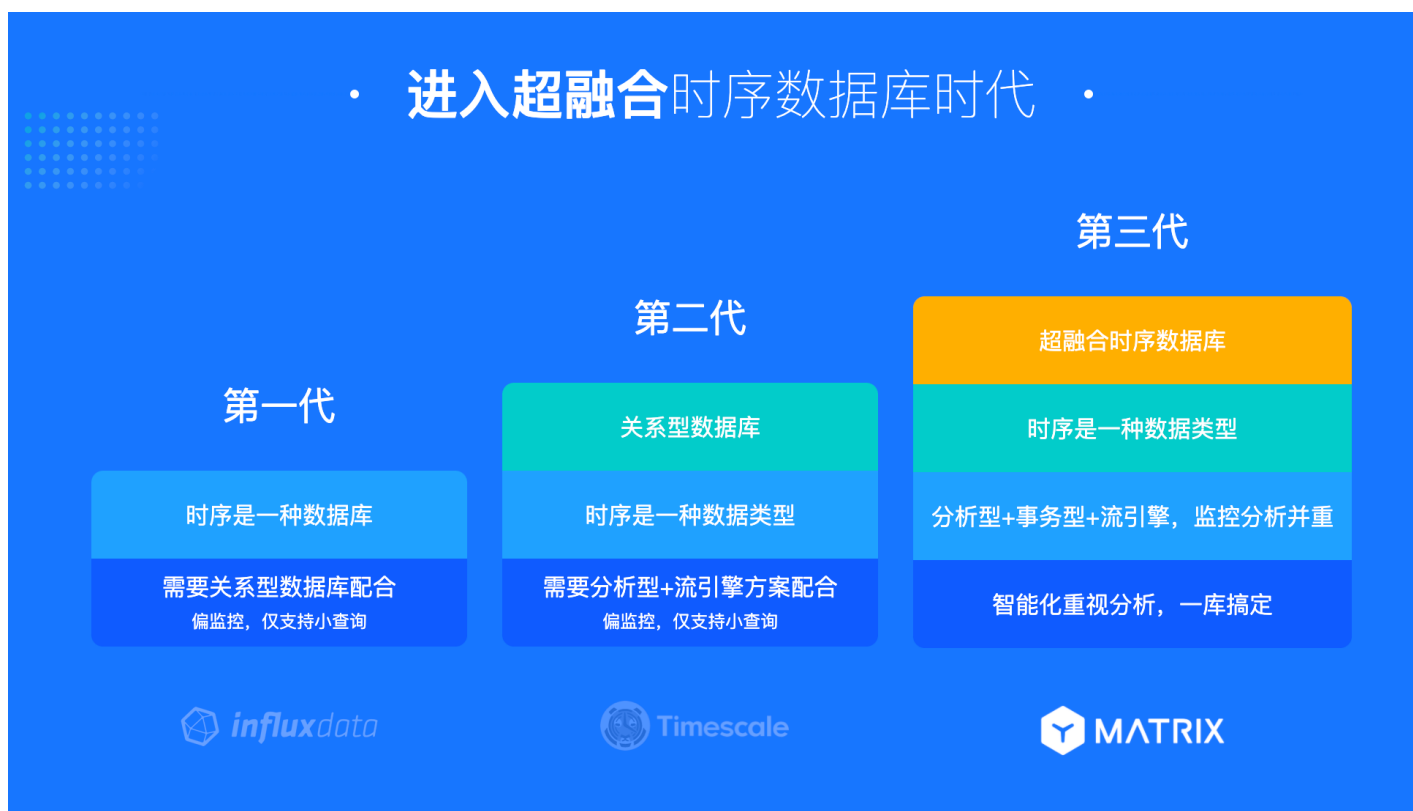 · 进入超融合时序数据库时代 ·
第一代
时序是一种数据库
需要关系型数据库配合
偏监控，仅支持小查询
influxdata
第二代
关系型数据库
时序是一种数据类型
需要分析型+流引擎方案配合
偏监控，仅支持小查询
Timescale
第三代
超融合时序数据库
时序是一种数据类型
分析型+事务型+流引擎，监控分析并重
智能化重视分析，一库搞定
MATRIX